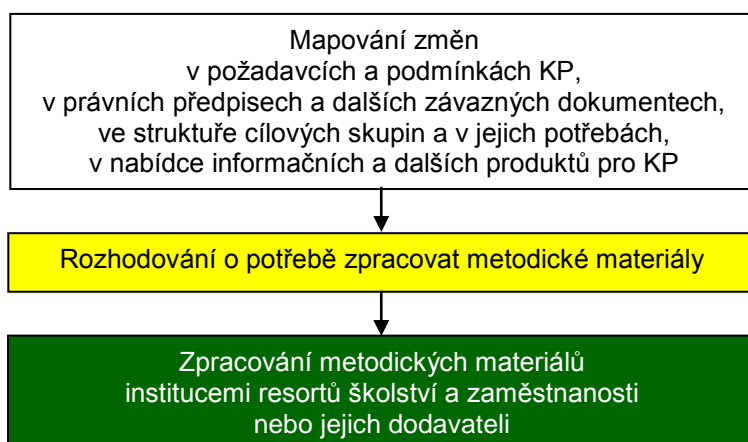 Mapování změn
v požadavcích a podmínkách KP,
v právních předpisech a dalších závazných dokumentech,
ve struktuře cílových skupin a v jejich potřebách,
v nabídce informačních a dalších produktů pro KP
Rozhodování o potřebě zpracovat metodické materiály
Zpracování metodických materiálů
institucemi resortů školství a zaměstnanosti
nebo jejich dodavateli